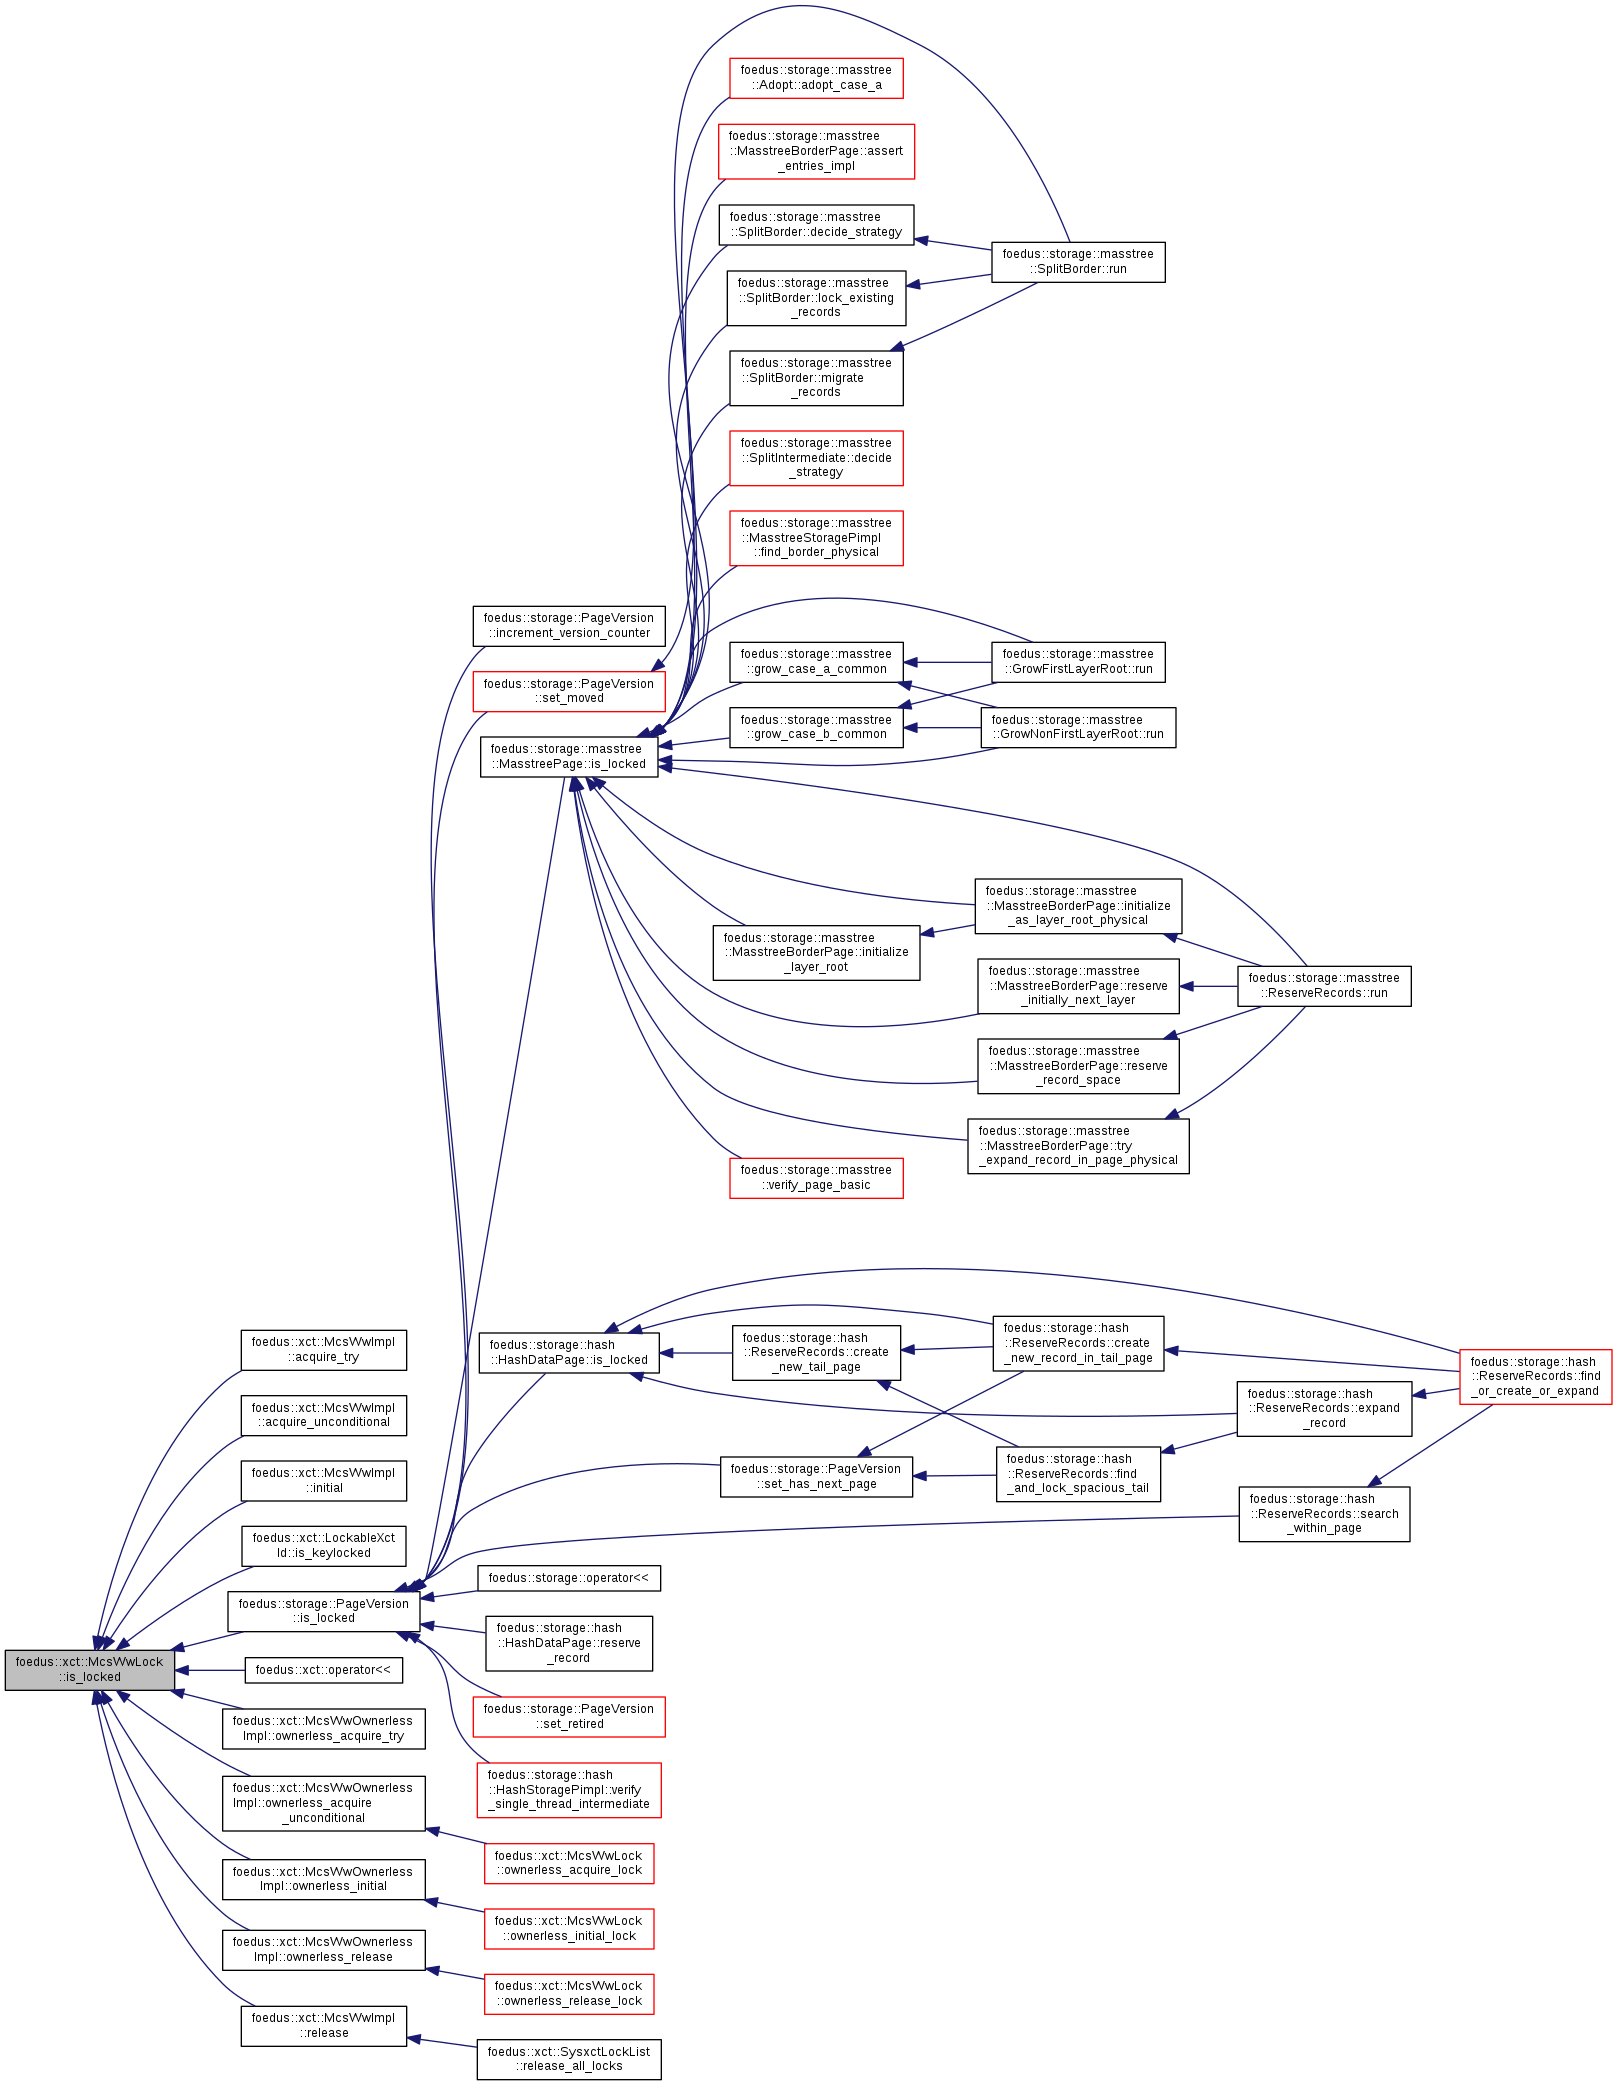 foedus::storage::masstree
::Adopt::adopt_case_a
foedus::storage::masstree
::MasstreeBorderPage::assert
_entries_impl
foedus::storage::masstree
::SplitBorder::decide_strategy
foedus::storage::masstree
::SplitBorder::run
foedus::storage::masstree
::SplitBorder::lock_existing
_records
foedus::storage::masstree
::SplitBorder::migrate
_records
foedus::storage::masstree
::SplitIntermediate::decide
_strategy
foedus::storage::masstree
::MasstreeStoragePimpl
::find_border_physical
foedus::storage::PageVersion
::increment_version_counter
foedus::storage::masstree
::grow_case_a_common
foedus::storage::masstree
::GrowFirstLayerRoot::run
foedus::storage::PageVersion
::set_moved
foedus::storage::masstree
::grow_case_b_common
foedus::storage::masstree
::GrowNonFirstLayerRoot::run
foedus::storage::masstree
::MasstreePage::is_locked
foedus::storage::masstree
::MasstreeBorderPage::initialize
_as_layer_root_physical
foedus::storage::masstree
::MasstreeBorderPage::initialize
_layer_root
foedus::storage::masstree
::MasstreeBorderPage::reserve
_initially_next_layer
foedus::storage::masstree
::ReserveRecords::run
foedus::storage::masstree
::MasstreeBorderPage::reserve
_record_space
foedus::storage::masstree
::MasstreeBorderPage::try
_expand_record_in_page_physical
foedus::storage::masstree
::verify_page_basic
foedus::xct::McsWwImpl
::acquire_try
foedus::storage::hash
::HashDataPage::is_locked
foedus::storage::hash
::ReserveRecords::create
_new_tail_page
foedus::storage::hash
::ReserveRecords::create
_new_record_in_tail_page
foedus::storage::hash
::ReserveRecords::find
_or_create_or_expand
foedus::xct::McsWwImpl
::acquire_unconditional
foedus::storage::hash
::ReserveRecords::expand
_record
foedus::xct::McsWwImpl
::initial
foedus::storage::PageVersion
::set_has_next_page
foedus::storage::hash
::ReserveRecords::find
_and_lock_spacious_tail
foedus::storage::hash
::ReserveRecords::search
_within_page
foedus::xct::LockableXct
Id::is_keylocked
foedus::storage::PageVersion
::is_locked
foedus::storage::operator<<
foedus::storage::hash
::HashDataPage::reserve
_record
foedus::xct::McsWwLock
::is_locked
foedus::xct::operator<<
foedus::storage::PageVersion
::set_retired
foedus::xct::McsWwOwnerless
Impl::ownerless_acquire_try
foedus::storage::hash
::HashStoragePimpl::verify
_single_thread_intermediate
foedus::xct::McsWwOwnerless
Impl::ownerless_acquire
_unconditional
foedus::xct::McsWwLock
::ownerless_acquire_lock
foedus::xct::McsWwOwnerless
Impl::ownerless_initial
foedus::xct::McsWwLock
::ownerless_initial_lock
foedus::xct::McsWwOwnerless
Impl::ownerless_release
foedus::xct::McsWwLock
::ownerless_release_lock
foedus::xct::McsWwImpl
::release
foedus::xct::SysxctLockList
::release_all_locks